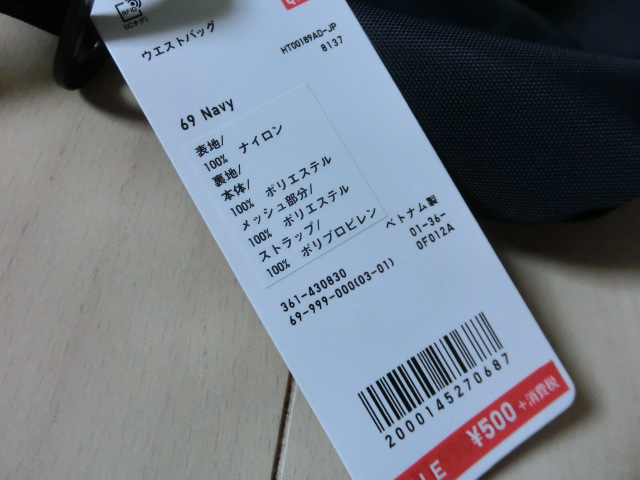 ウエストバッグ
HT00189AD-JP
8137
69 Navy
表地/
100% ナイロン
裏地/
本体/
100% ポリエステル
メッシュ部分/
100% ポリエステル
ストラップ/
100% ポリプロピレン
ベトナム製
361-430830
01-36-
69-999-000(03-01)
0F012A
2000145270687
LE
¥500+消費税